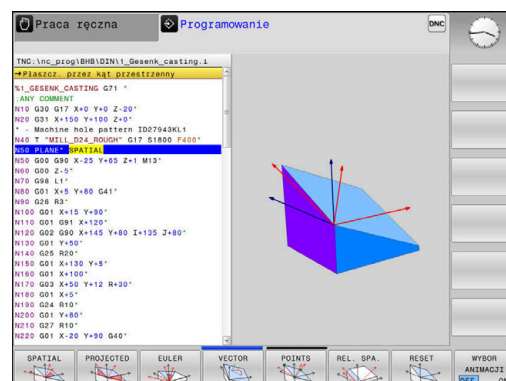 Praca ręczna
Programowanie
DNC
TNC:\nc_prog\BHB\DIN\1_Gesenk_casting.i
→Płaszcz. przez kąt przestrzenny
%1_GESENK_CASTING G71 *
;ANY COMMENT
N10 G30 G17 X+0 Y+0 Z-20*
N20 G31 X+150 Y+100 Z+0*
* - Machine hole pattern ID27943KL1
N40 T "MILL_D24_ROUGH" G17 S1800 F400*
N50 PLANE* SPATIAL
N50 G00 G90 X-25 Y+65 Z+1 M13*
N60 G00 Z-5*
N70 G98 L1*
N80 G01 X+5 Y+80 G41*
N90 G26 R3*
N100 G01 X+15 Y+90*
N110 G01 G91 X+120*
N120 G02 G90 X+145 Y+80 I+135 J+80*
N130 G01 Y+50*
N140 G25 R20*
N150 G01 X+130 Y+5*
N160 G01 X+100*
N170 G03 X+50 Y+12 R+30*
N180 G01 X+5*
N190 G24 R10*
N200 G01 Y+80*
N210 G27 R10*
N220 G01 X-20 Y+90 G40*
SPATIAL
PROJECTED
EULER
VECTOR
POINTS
REL. SPA.
RESET
WYBOR
ANIMACJI
OFF